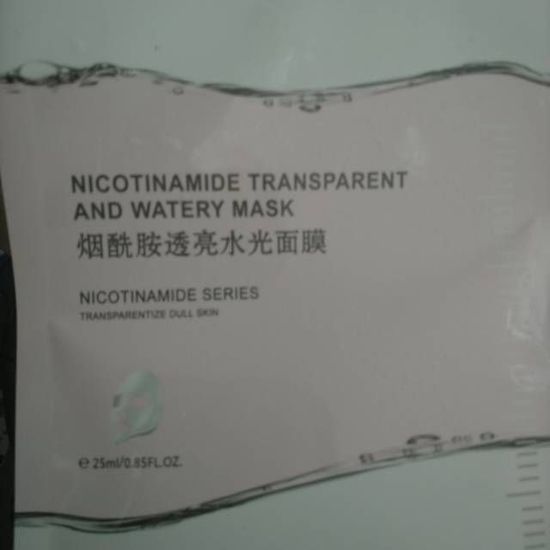 NICOTINAMIDE TRANSPARENT
AND WATERY MASK
烟酰胺透亮水光面膜
NICOTINAMIDE SERIES
TRANSPARENTIZE DULL SKIN
℮ 25ml/0.85FL.OZ.